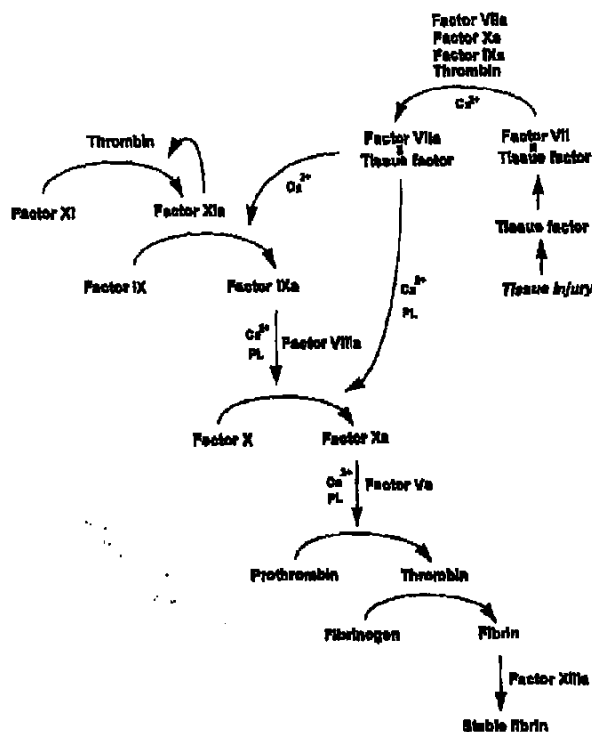 Factor VIIa
Factor Xa
Factor IXa
Thrombin
Ca2+
Thrombin
Factor VIIa
Tissue factor
Factor VII
Tissue factor
Ca2+
Factor XI
Factor XIa
Tissue factor
Factor IX
Factor IXa
Tissue injury
Ca2+
PL
Ca2+
PL
Factor VIIIa
Factor X
Factor Xa
Ca2+
PL
Factor Va
Prothrombin
Thrombin
Fibrinogen
Fibrin
Factor XIIIa
Stable fibrin